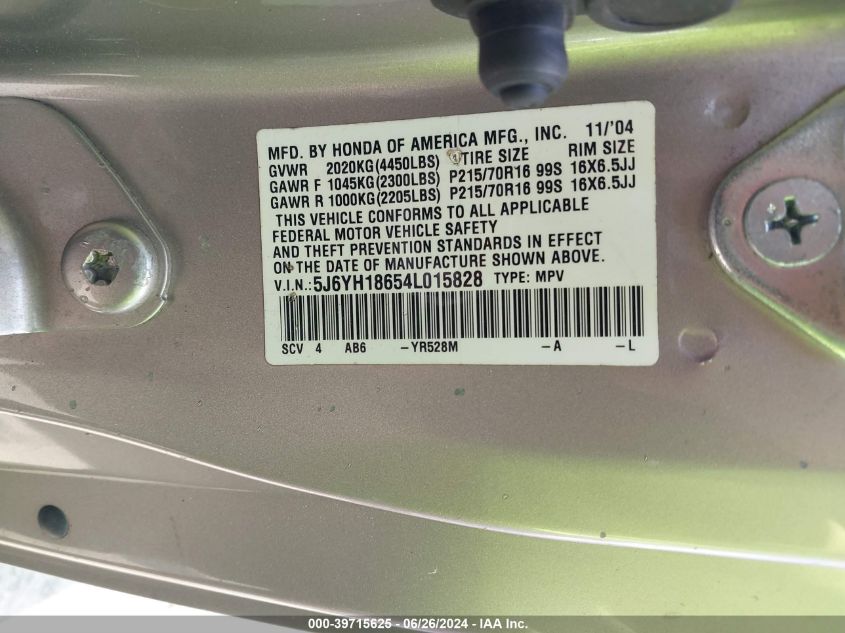 MFD. BY HONDA OF AMERICA MFG., INC. 11/'04
GVWR 2020KG(4450LBS) TIRE SIZE RIM SIZE
GAWR F 1045KG(2300LBS) P215/70R16 99S 16X6.5JJ
GAWR R 1000KG(2205LBS) P215/70R16 99S 16X6.5JJ
THIS VEHICLE CONFORMS TO ALL APPLICABLE
FEDERAL MOTOR VEHICLE SAFETY
AND THEFT PREVENTION STANDARDS IN EFFECT
ON THE DATE OF MANUFACTURE SHOWN ABOVE.
V.I.N.:5J6YH18654L015828 TYPE: MPV
SCV 4 AB6 -YR528M -A -L
000-39715625 - 06/26/2024 - IAA Inc.